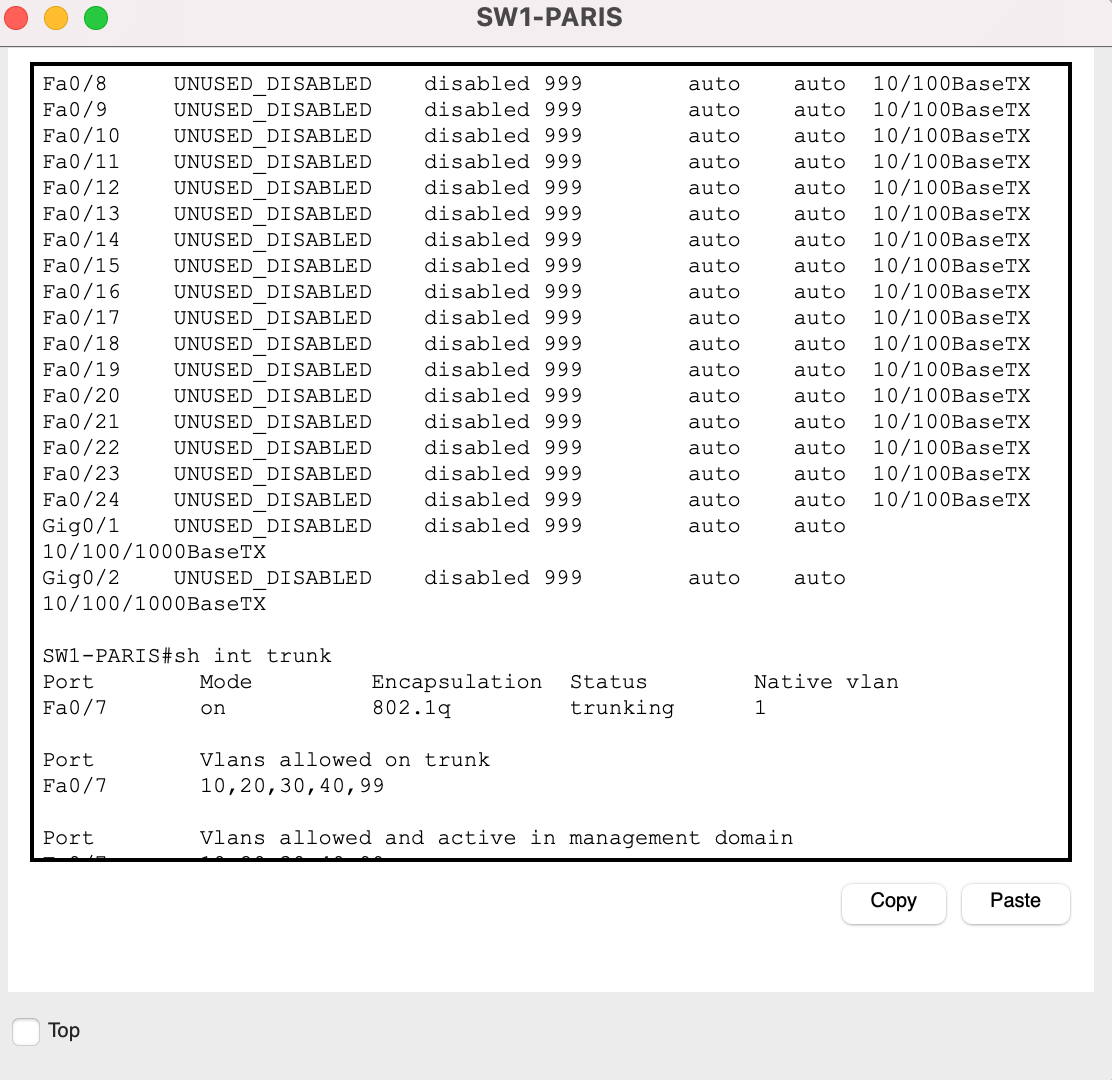 SW1-PARIS
Fa0/8 UNUSED_DISABLED disabled 999 auto auto 10/100BaseTX
Fa0/9 UNUSED_DISABLED disabled 999 auto auto 10/100BaseTX
Fa0/10 UNUSED_DISABLED disabled 999 auto auto 10/100BaseTX
Fa0/11 UNUSED_DISABLED disabled 999 auto auto 10/100BaseTX
Fa0/12 UNUSED_DISABLED disabled 999 auto auto 10/100BaseTX
Fa0/13 UNUSED_DISABLED disabled 999 auto auto 10/100BaseTX
Fa0/14 UNUSED_DISABLED disabled 999 auto auto 10/100BaseTX
Fa0/15 UNUSED_DISABLED disabled 999 auto auto 10/100BaseTX
Fa0/16 UNUSED_DISABLED disabled 999 auto auto 10/100BaseTX
Fa0/17 UNUSED_DISABLED disabled 999 auto auto 10/100BaseTX
Fa0/18 UNUSED_DISABLED disabled 999 auto auto 10/100BaseTX
Fa0/19 UNUSED_DISABLED disabled 999 auto auto 10/100BaseTX
Fa0/20 UNUSED_DISABLED disabled 999 auto auto 10/100BaseTX
Fa0/21 UNUSED_DISABLED disabled 999 auto auto 10/100BaseTX
Fa0/22 UNUSED_DISABLED disabled 999 auto auto 10/100BaseTX
Fa0/23 UNUSED_DISABLED disabled 999 auto auto 10/100BaseTX
Fa0/24 UNUSED_DISABLED disabled 999 auto auto 10/100BaseTX
Gig0/1 UNUSED_DISABLED disabled 999 auto auto
10/100/1000BaseTX
Gig0/2 UNUSED_DISABLED disabled 999 auto auto
10/100/1000BaseTX
SW1-PARIS#sh int trunk
Port Mode Encapsulation Status Native vlan
Fa0/7 on 802.1q trunking 1
Port Vlans allowed on trunk
Fa0/7 10,20,30,40,99
Port Vlans allowed and active in management domain
Copy Paste
Top